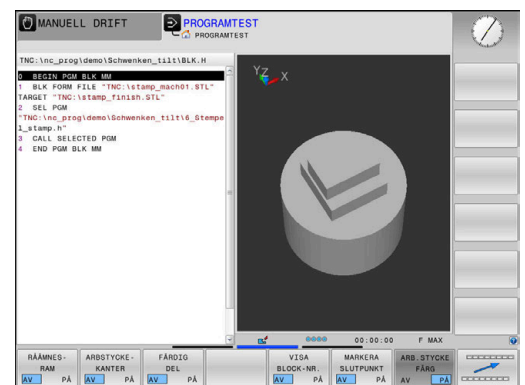 MANUELL DRIFT
PROGRAMTEST
PROGRAMTEST
TNC:\nc_prog\demo\Schwenken_tilt\BLK.H
0 BEGIN PGM BLK MM
1 BLK FORM FILE "TNC:\stamp_mach01.STL"
TARGET "TNC:\stamp_finish.STL"
2 SEL PGM
"TNC:\nc_prog\demo\Schwenken_tilt\6_Stempe
l_stamp.h"
3 CALL SELECTED PGM
4 END PGM BLK MM
Y Z X
00:00:00 F MAX
RÅÄMNES-
RAM
AV PÅ
ARBSTYCKE-
KANTER
AV PÅ
FÄRDIG
DEL
AV PÅ
VISA
BLOCK-NR.
AV PÅ
MARKERA
SLUTPUNKT
AV PÅ
ARB.STYCKE
FÄRG
AV PÅ